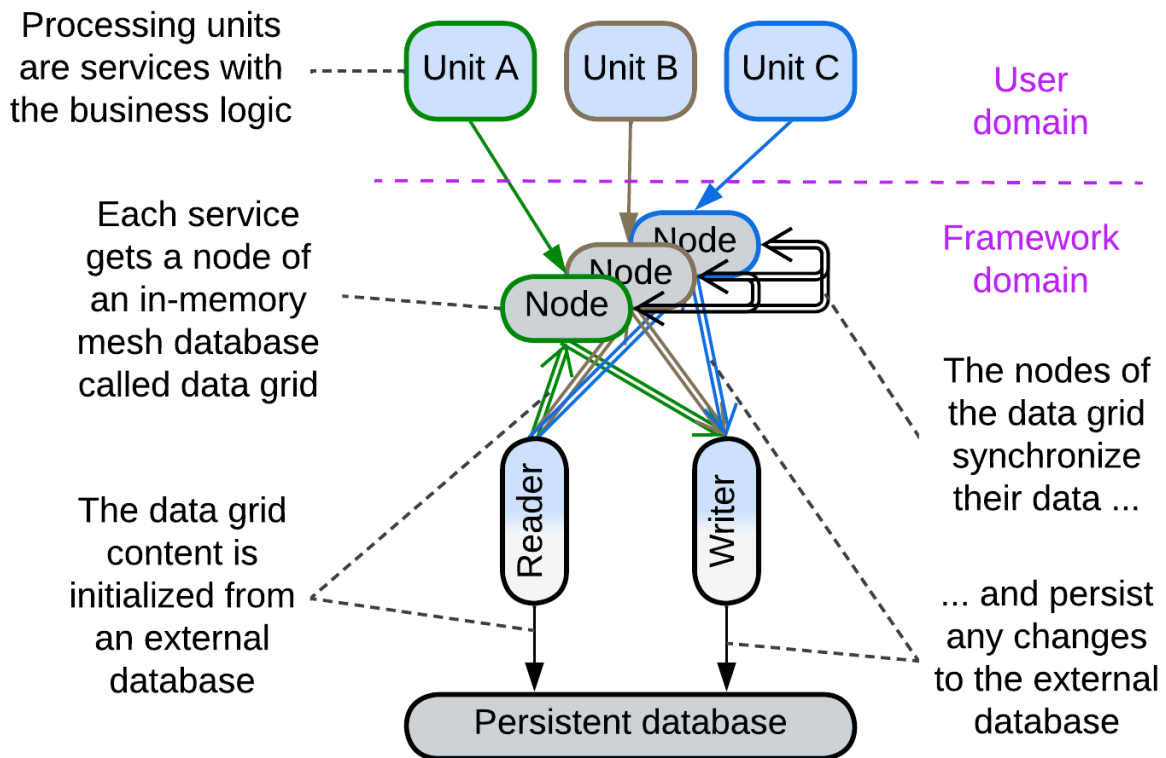 Processing units
are services with
the business logic
Unit A
Unit B
Unit C
User
domain
Each service
gets a node of
an in-memory
mesh database
called data grid
Node
Node
Node
Framework
domain
The nodes of
the data grid
synchronize
their data ...
The data grid
content is
initialized from
an external
database
Reader
Writer
... and persist
any changes
to the external
database
Persistent database